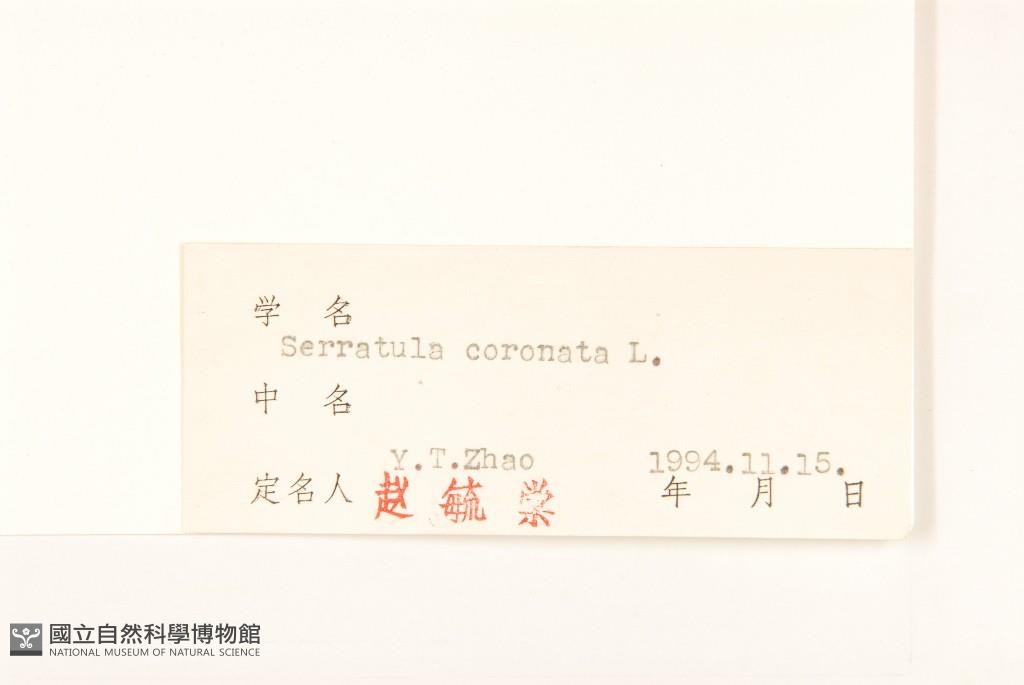 学 名
Serratula coronata L.
中 名
Y.T.Zhao 1994.11.15.
定名人 赵 毓 棠 年 月 日
國立自然科學博物館
NATIONAL MUSEUM OF NATURAL SCIENCE